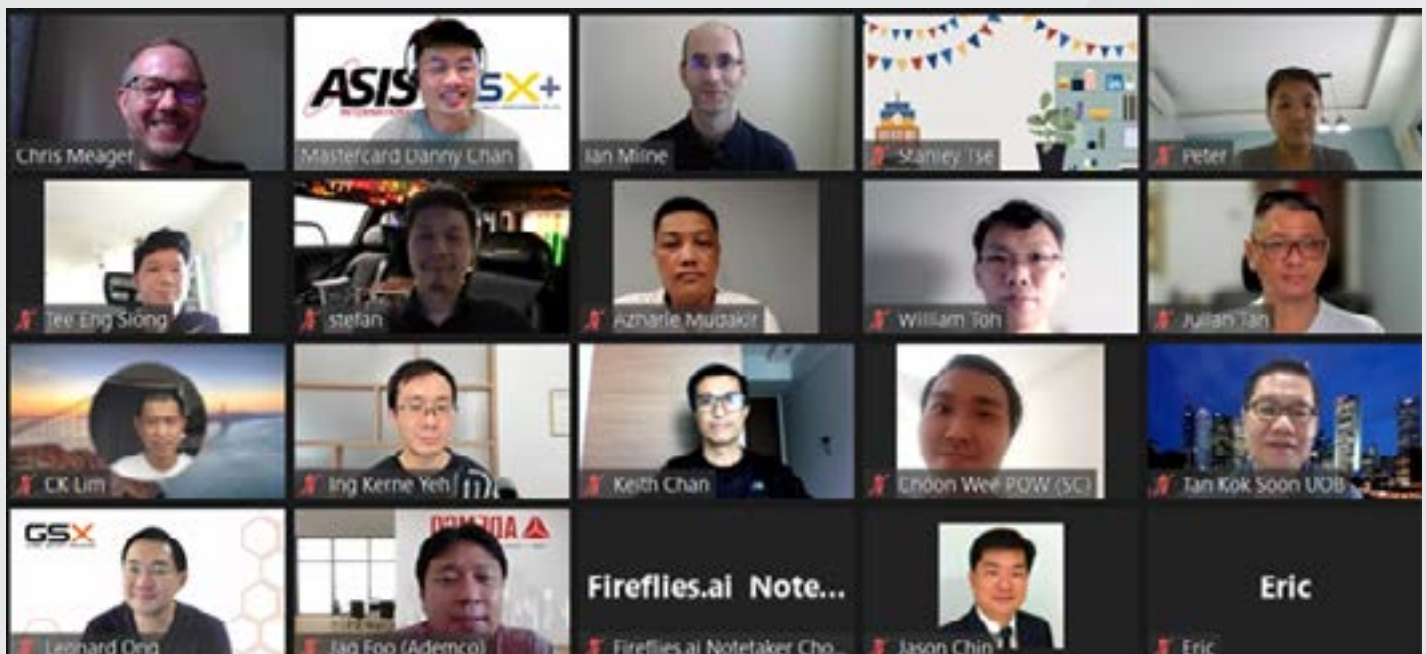 Chris Meager
ASIS
INTERNATIONAL
SX+
Mastercard Danny Chan
Ian Milne
Stanley Tse
Peter
Tee Eng Siong
stefan
Azharie Mudakir
William Toh
Julian Tan
CK Lim
Ing Kerne Yeh
Keith Chan
Choon Wee POW (SC)
Tan Kok Soon UOB
GSX
Leonard Ong
ADEMCO
Jag Foo (Ademco)
Fireflies.ai Note...
Fireflies.ai Notetaker Cho...
Jason Chin
Eric
Eric